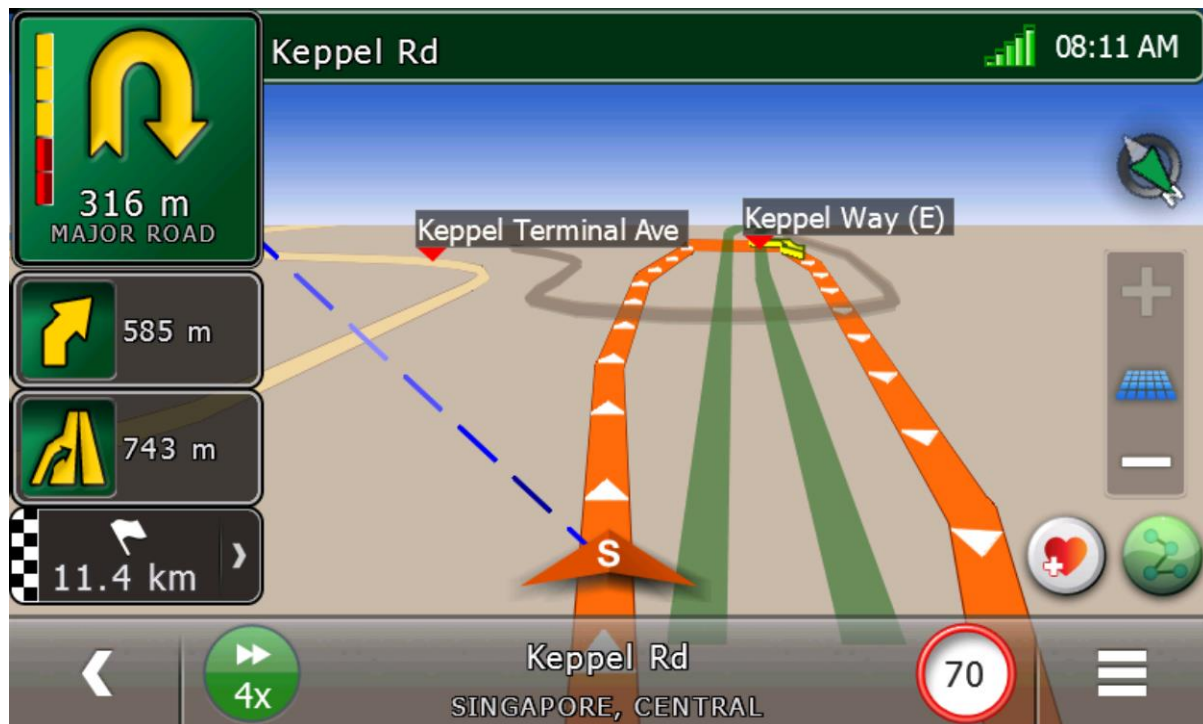 Keppel Rd
08:11 AM
316 m
MAJOR ROAD
Keppel Terminal Ave
Keppel Way (E)
N
585 m
743 m
11.4 km
S
4x
Keppel Rd
SINGAPORE, CENTRAL
70